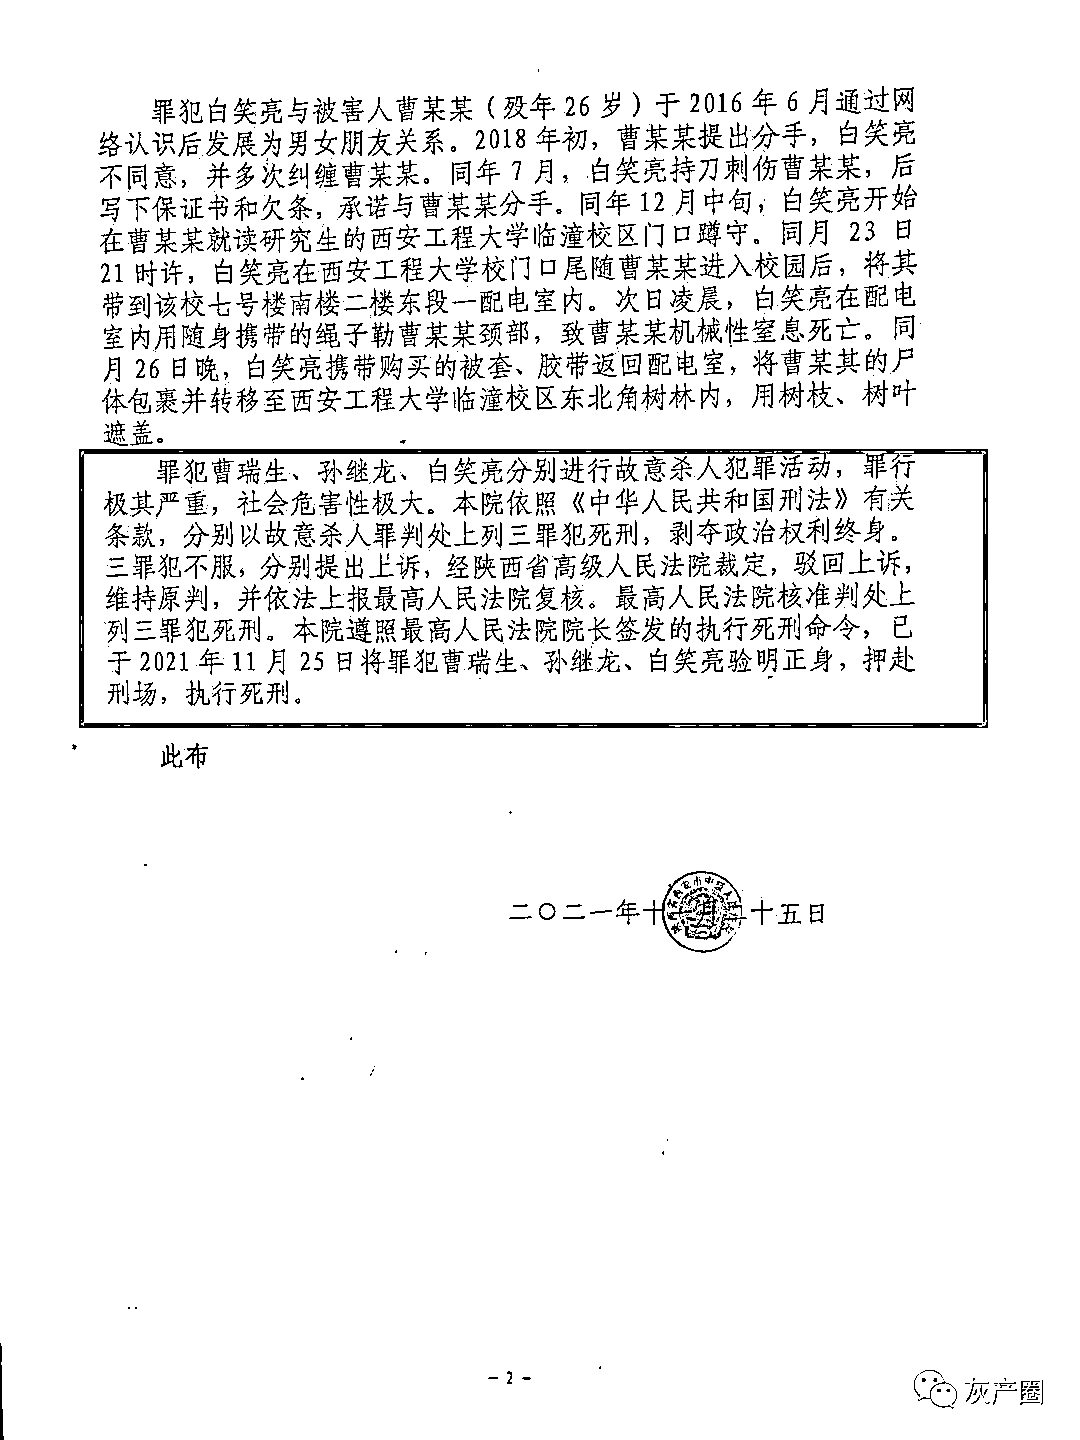 罪犯白笑亮与被害人曹某某（殁年26岁）于2016年6月通过网
络认识后发展为男女朋友关系。2018年初，曹某某提出分手，白笑亮
不同意，并多次纠缠曹某某。同年7月，白笑亮持刀刺伤曹某某，后
写下保证书和欠条，承诺与曹某某分手。同年12月中旬，白笑亮开始
在曹某某就读研究生的西安工程大学临潼校区门口蹲守。同月23日
21时许，白笑亮在西安工程大学校门口尾随曹某某进入校园后，将其
带到该校七号楼南楼二楼东段一配电室内。次日凌晨，白笑亮在配电
室内用随身携带的绳子勒曹某某颈部，致曹某某机械性窒息死亡。同
月26日晚，白笑亮携带购买的被套、胶带返回配电室，将曹某其的尸
体包裹并转移至西安工程大学临潼校区东北角树林内，用树枝、树叶
遮盖。
罪犯曹瑞生、孙继龙、白笑亮分别进行故意杀人犯罪活动，罪行
极其严重，社会危害性极大。本院依照《中华人民共和国刑法》有关
条款，分别以故意杀人罪判处上列三罪犯死刑，剥夺政治权利终身。
三罪犯不服，分别提出上诉，经陕西省高级人民法院裁定，驳回上诉，
维持原判，并依法上报最高人民法院复核。最高人民法院核准判处上
列三罪犯死刑。本院遵照最高人民法院院长签发的执行死刑命令，已
于2021年11月25日将罪犯曹瑞生、孙继龙、白笑亮验明正身，押赴
刑场，执行死刑。
此布
二〇二一年十一月二十五日
- 2 -
灰产圈